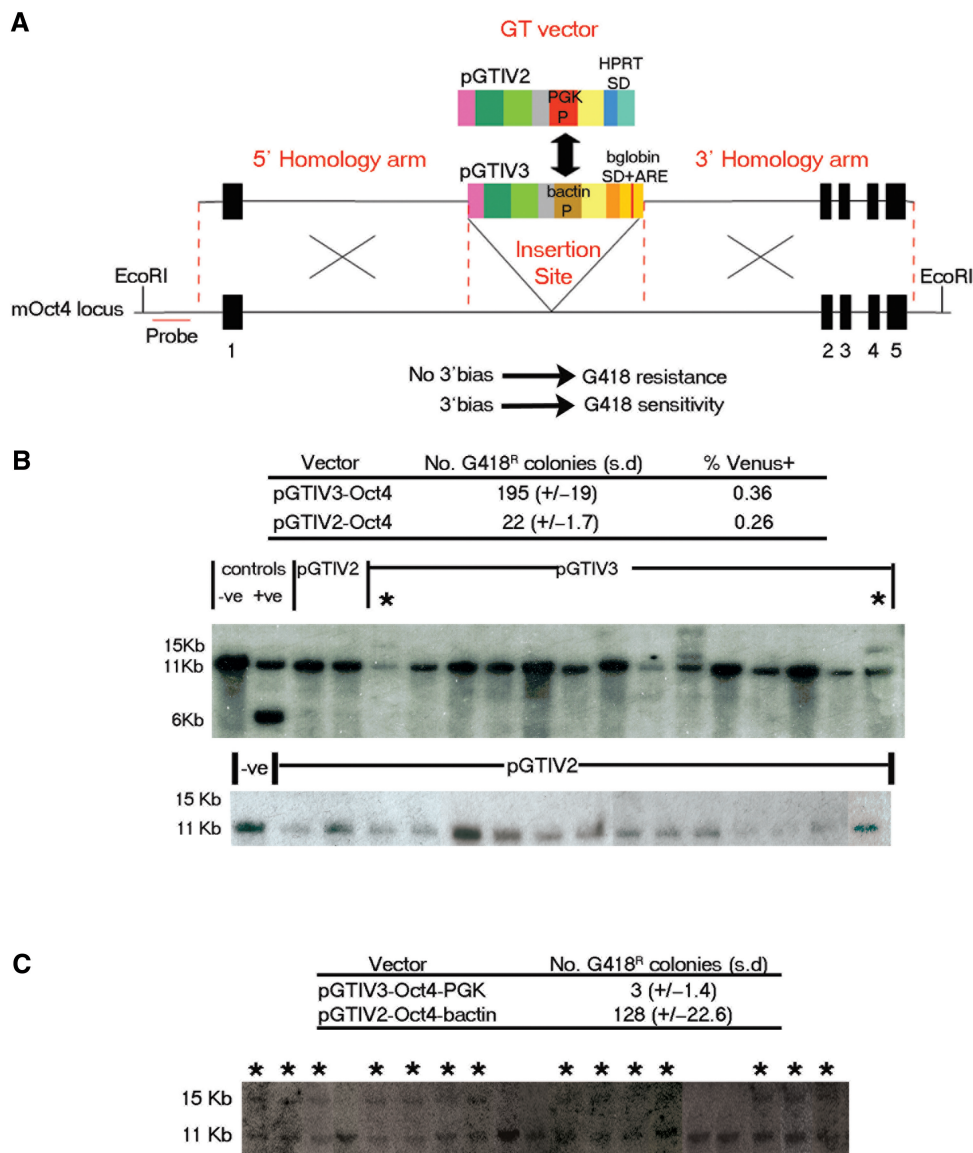 A
GT vector
pGTIV2
HPRT
SD
PGK
P
5' Homology arm
pGTIV3
bglobin
SD+ARE
3' Homology arm
bactin
P
Insertion
Site
EcoRI
EcoRI
mOct4 locus
Probe
1
2 3 4 5
No 3'bias G418 resistance
3'bias G418 sensitivity
B
Vector No. G418R colonies (s.d) % Venus+
pGTIV3-Oct4 195 (+/–19) 0.36
pGTIV2-Oct4 22 (+/–1.7) 0.26
controls pGTIV2 pGTIV3
-ve +ve * *
15Kb
11Kb
6Kb
-ve pGTIV2
15 Kb
11 Kb
C
Vector No. G418R colonies (s.d)
pGTIV3-Oct4-PGK 3 (+/–1.4)
pGTIV2-Oct4-bactin 128 (+/–22.6)
* * * * * * * * * * * * * *
15 Kb
11 Kb